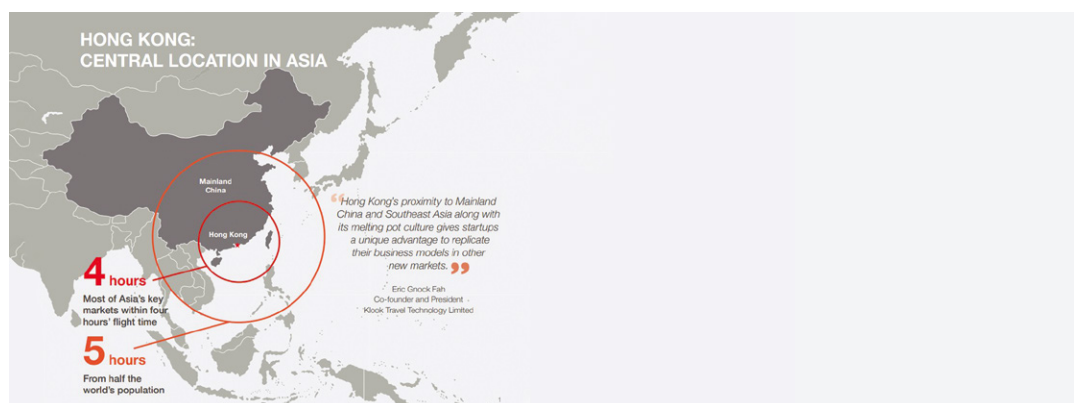 HONG KONG:
CENTRAL LOCATION IN ASIA
Mainland
China
Hong Kong
“Hong Kong's proximity to Mainland
China and Southeast Asia along with
its melting pot culture gives startups
a unique advantage to replicate
their business models in other
new markets.”
Eric Gnock Fah
Co-founder and President
Klook Travel Technology Limited
4 hours
Most of Asia's key
markets within four
hours' flight time
5 hours
From half the
world's population